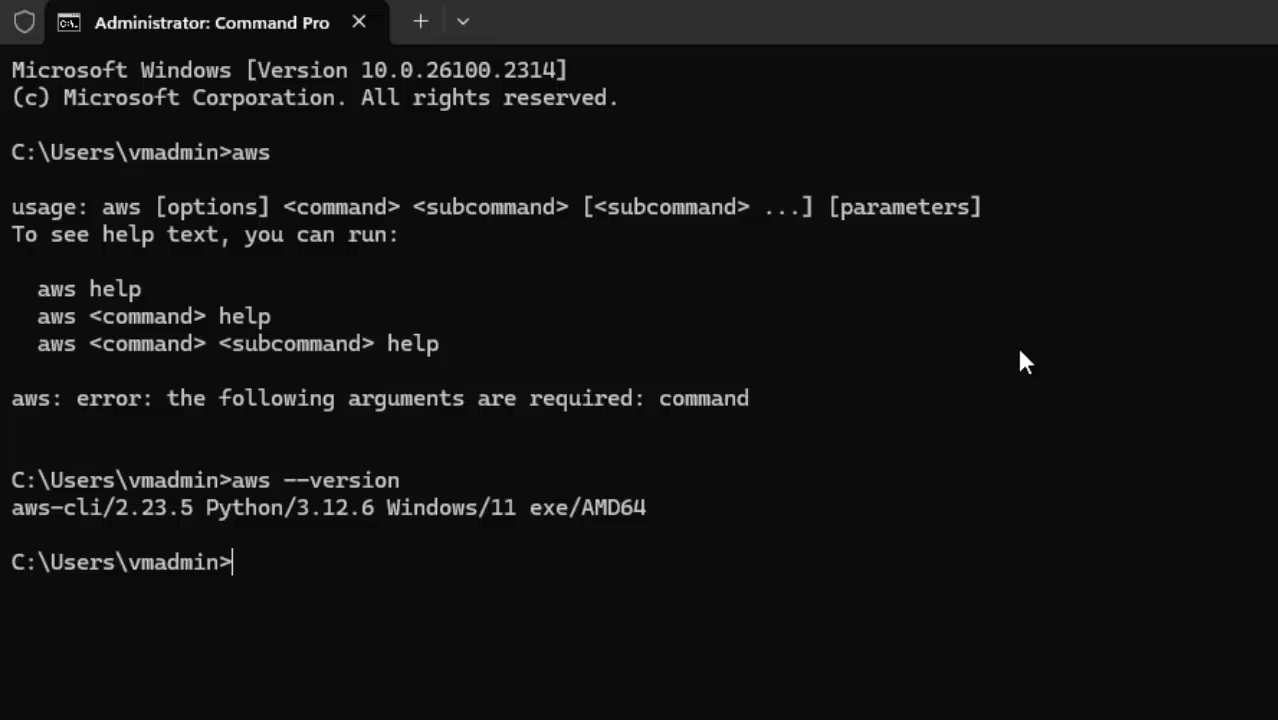 Administrator: Command Pro
Microsoft Windows [Version 10.0.26100.2314]
(c) Microsoft Corporation. All rights reserved.
C:\Users\vmadmin>aws
usage: aws [options] <command> <subcommand> [<subcommand> ...] [parameters]
To see help text, you can run:
aws help
aws <command> help
aws <command> <subcommand> help
aws: error: the following arguments are required: command
C:\Users\vmadmin>aws --version
aws-cli/2.23.5 Python/3.12.6 Windows/11 exe/AMD64
C:\Users\vmadmin>